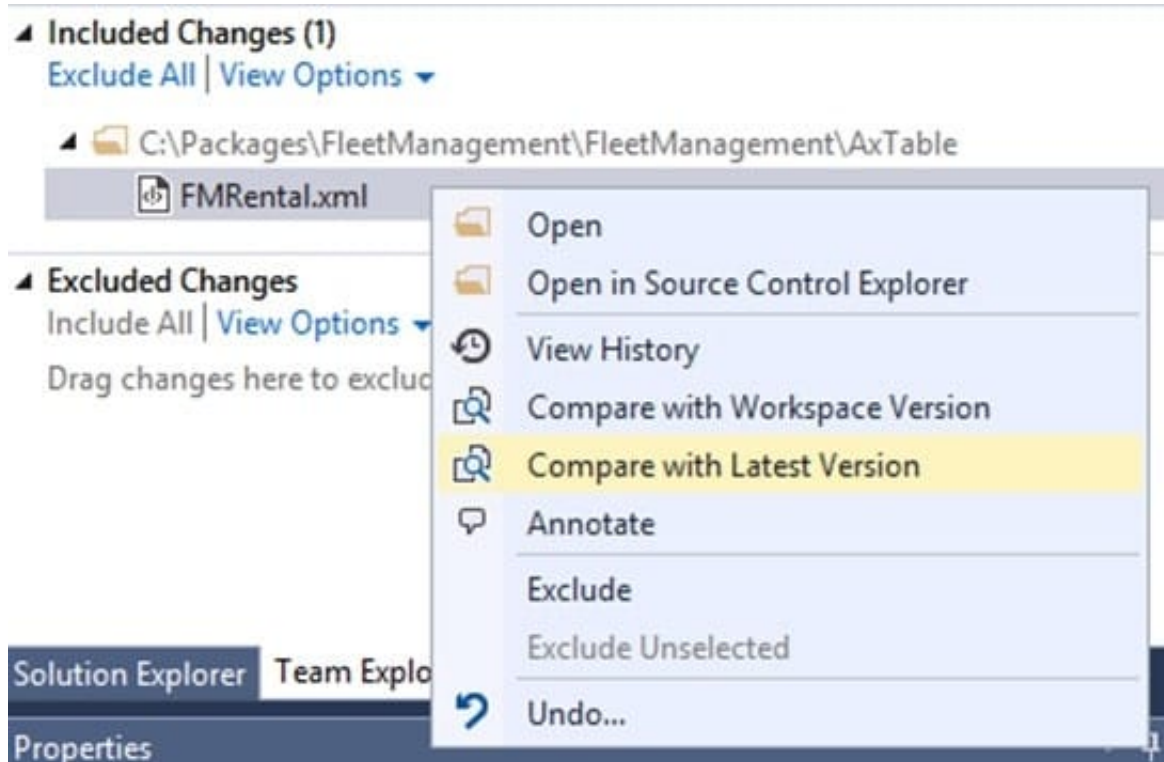 Included Changes (1)
Exclude All | View Options
C:\Packages\FleetManagement\FleetManagement\AxTable
FMRental.xml
Open
Open in Source Control Explorer
View History
Compare with Workspace Version
Compare with Latest Version
Annotate
Exclude
Exclude Unselected
Undo...
Excluded Changes
Include All | View Options
Drag changes here to exclud
Solution Explorer
Team Explo
Properties